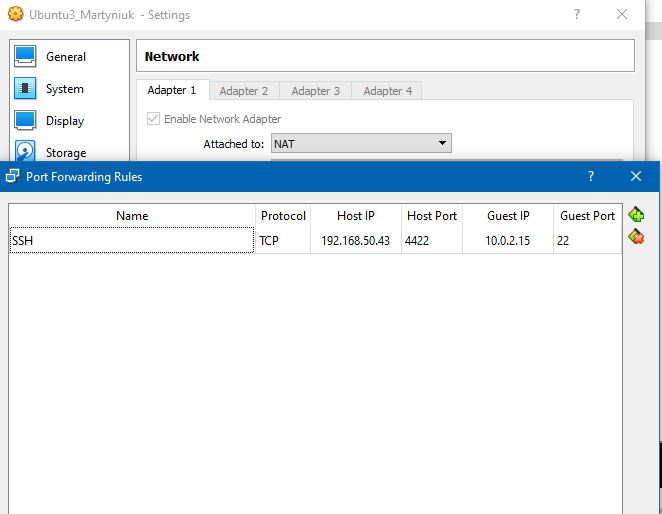 Ubuntu3_Martyniuk - Settings
General
System
Display
Storage
Network
Adapter 1 Adapter 2 Adapter 3 Adapter 4
Enable Network Adapter
Attached to: NAT
Port Forwarding Rules
Name Protocol Host IP Host Port Guest IP Guest Port
SSH TCP 192.168.50.43 4422 10.0.2.15 22